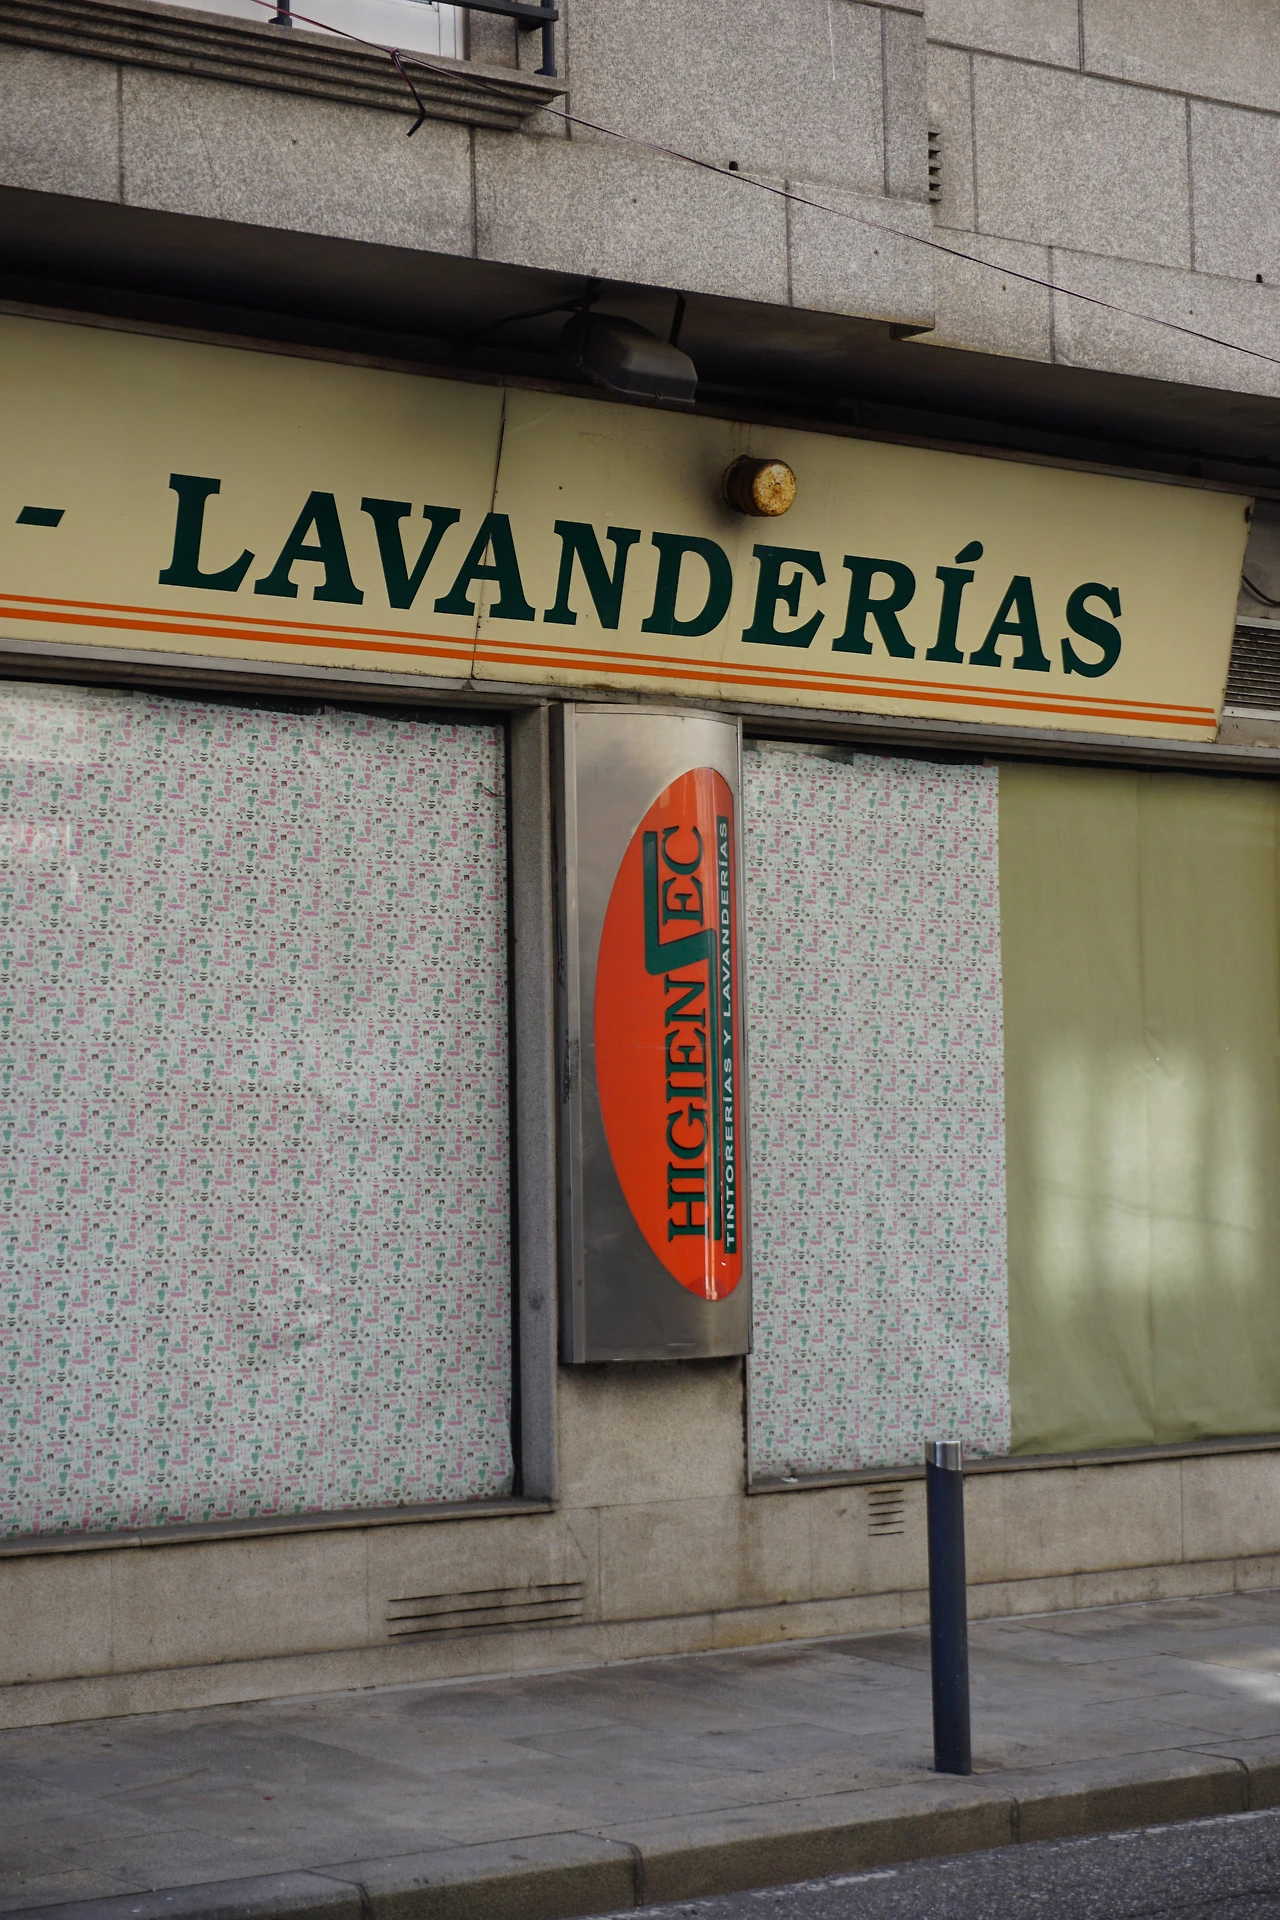 - LAVANDERÍAS
HIGIENTEC
TINTORERÍAS Y LAVANDERÍAS